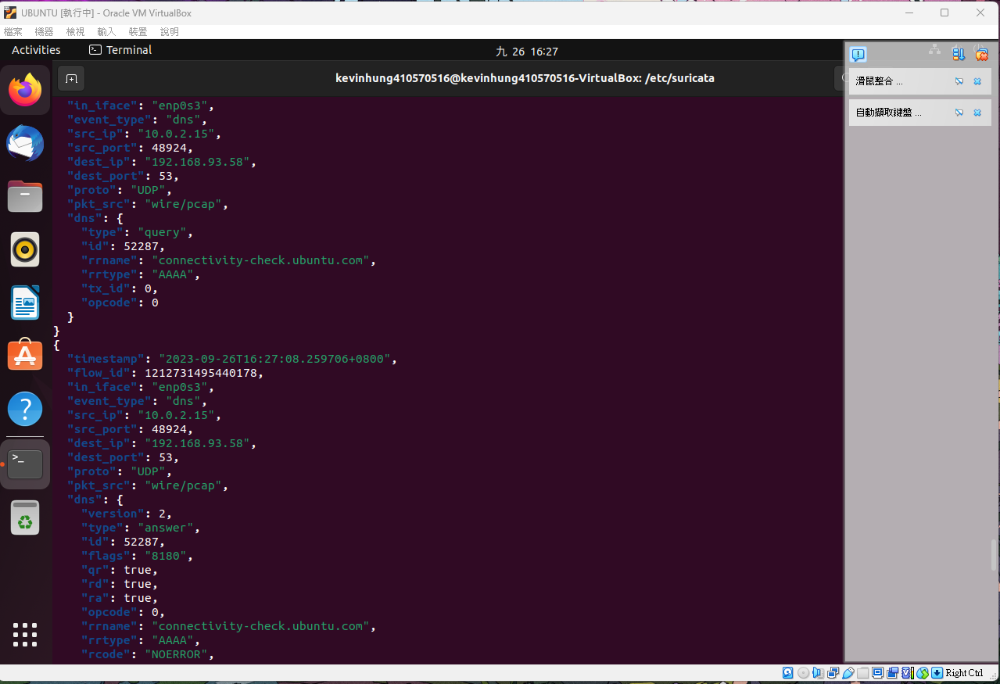 UBUNTU [執行中] - Oracle VM VirtualBox
檔案 機器 檢視 輸入 裝置 說明
Activities Terminal 九 26 16:27
kevinhung410570516@kevinhung410570516-VirtualBox: /etc/suricata
滑鼠整合 ...
自動擷取鍵盤 ...
"in_iface": "enp0s3",
"event_type": "dns",
"src_ip": "10.0.2.15",
"src_port": 48924,
"dest_ip": "192.168.93.58",
"dest_port": 53,
"proto": "UDP",
"pkt_src": "wire/pcap",
"dns": {
"type": "query",
"id": 52287,
"rrname": "connectivity-check.ubuntu.com",
"rrtype": "AAAA",
"tx_id": 0,
"opcode": 0
}
}
{
"timestamp": "2023-09-26T16:27:08.259706+0800",
"flow_id": 1212731495440178,
"in_iface": "enp0s3",
"event_type": "dns",
"src_ip": "10.0.2.15",
"src_port": 48924,
"dest_ip": "192.168.93.58",
"dest_port": 53,
"proto": "UDP",
"pkt_src": "wire/pcap",
"dns": {
"version": 2,
"type": "answer",
"id": 52287,
"flags": "8180",
"qr": true,
"rd": true,
"ra": true,
"opcode": 0,
"rrname": "connectivity-check.ubuntu.com",
"rrtype": "AAAA",
"rcode": "NOERROR",
Right Ctrl